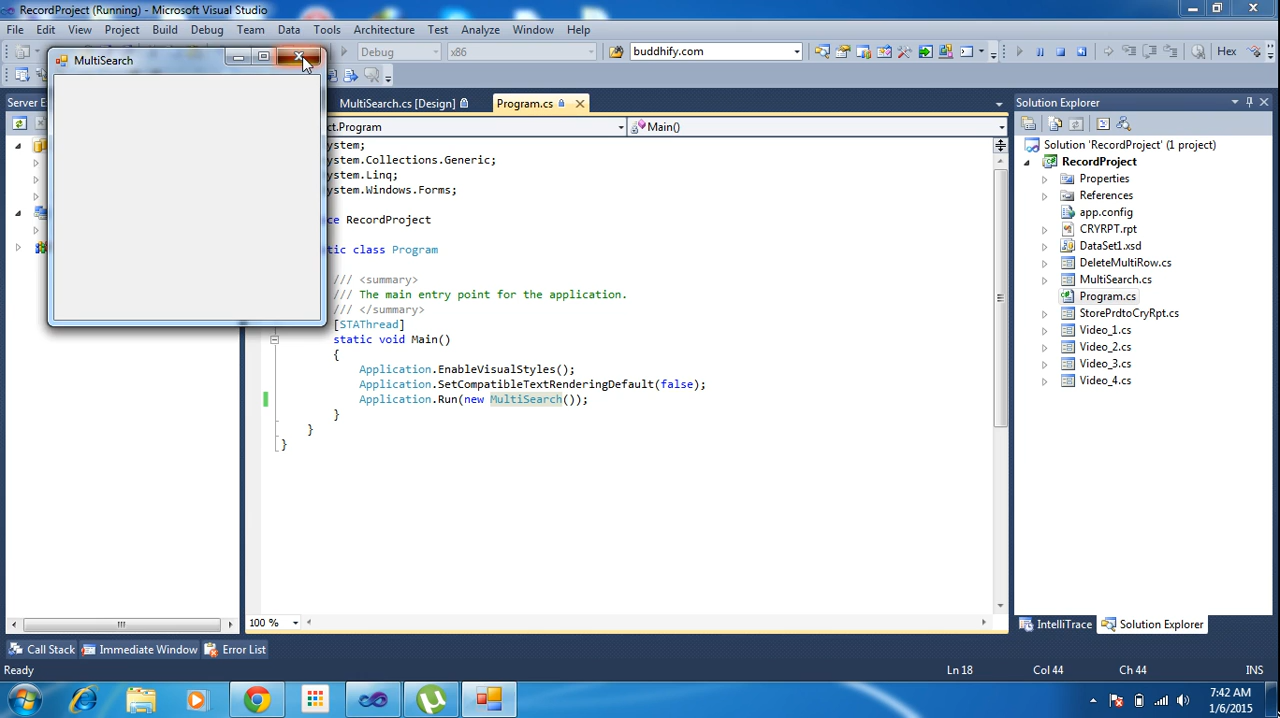 RecordProject (Running) - Microsoft Visual Studio
File Edit View Project Build Debug Team Data Tools Architecture Test Analyze Window Help
Debug x86 buddhify.com Hex
MultiSearch
Server E
MultiSearch.cs [Design] Program.cs
ct.Program Main()
ystem;
ystem.Collections.Generic;
ystem.Linq;
ystem.Windows.Forms;
ce RecordProject
tic class Program
/// <summary>
/// The main entry point for the application.
/// </summary>
[STAThread]
static void Main()
{
Application.EnableVisualStyles();
Application.SetCompatibleTextRenderingDefault(false);
Application.Run(new MultiSearch());
}
}
}
100 %
Solution Explorer
Solution 'RecordProject' (1 project)
RecordProject
Properties
References
app.config
CRYRPT.rpt
DataSet1.xsd
DeleteMultiRow.cs
MultiSearch.cs
Program.cs
StorePrdtoCryRpt.cs
Video_1.cs
Video_2.cs
Video_3.cs
Video_4.cs
IntelliTrace Solution Explorer
Call Stack Immediate Window Error List
Ready Ln 18 Col 44 Ch 44 INS
7:42 AM
1/6/2015